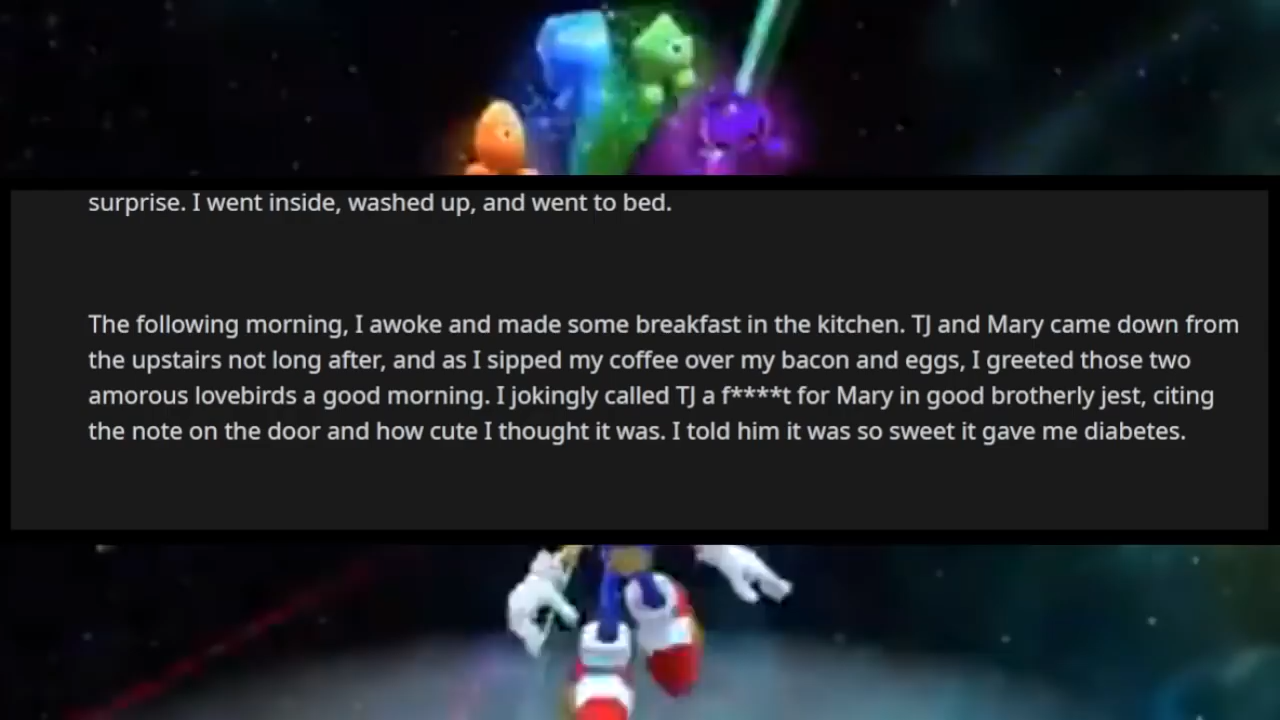 surprise. I went inside, washed up, and went to bed.
The following morning, I awoke and made some breakfast in the kitchen. TJ and Mary came down from
the upstairs not long after, and as I sipped my coffee over my bacon and eggs, I greeted those two
amorous lovebirds a good morning. I jokingly called TJ a f****t for Mary in good brotherly jest, citing
the note on the door and how cute I thought it was. I told him it was so sweet it gave me diabetes.